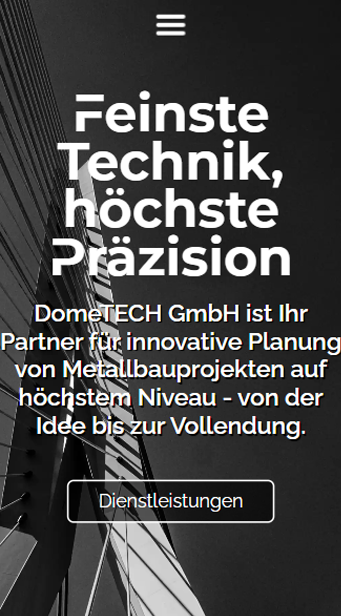 Feinste
Technik,
höchste
Präzision
DomeTECH GmbH ist Ihr
Partner für innovative Planung
von Metallbauprojekten auf
höchstem Niveau - von der
Idee bis zur Vollendung.
Dienstleistungen